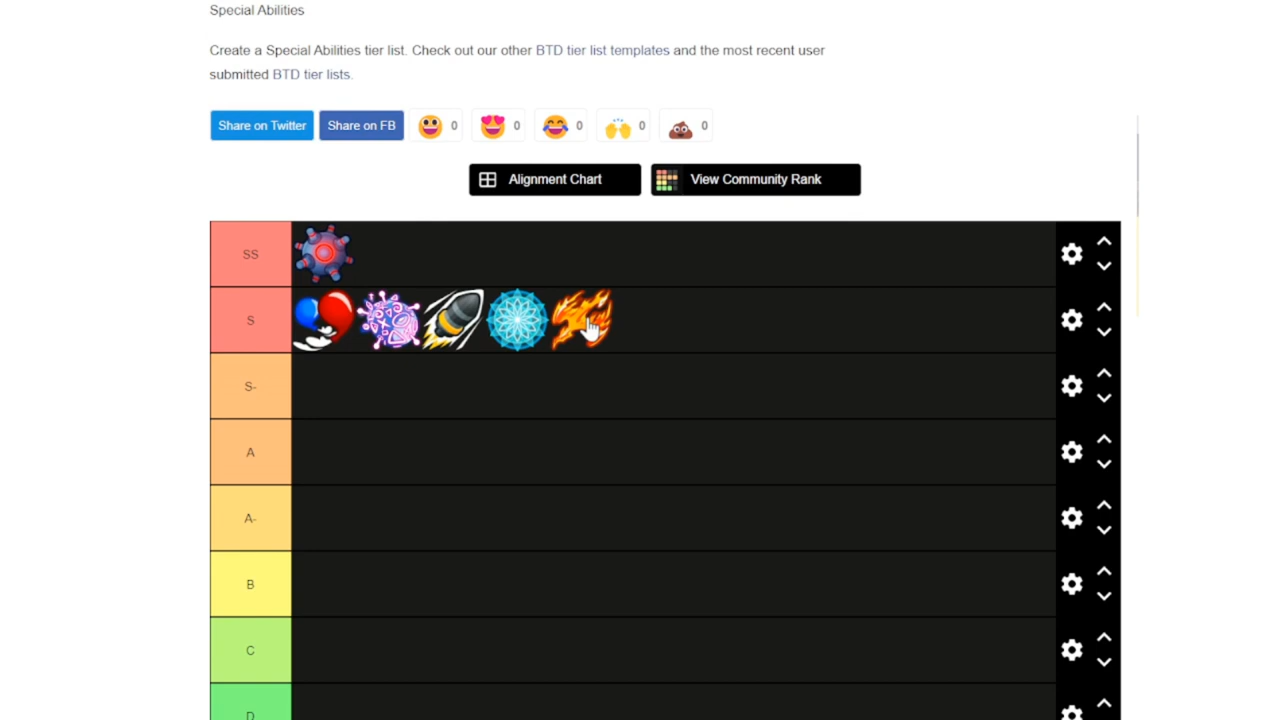 Special Abilities
Create a Special Abilities tier list. Check out our other BTD tier list templates and the most recent user
submitted BTD tier lists.
Share on Twitter Share on FB 0 0 0 0 0
Alignment Chart View Community Rank
SS
S
S-
A
A-
B
C
D